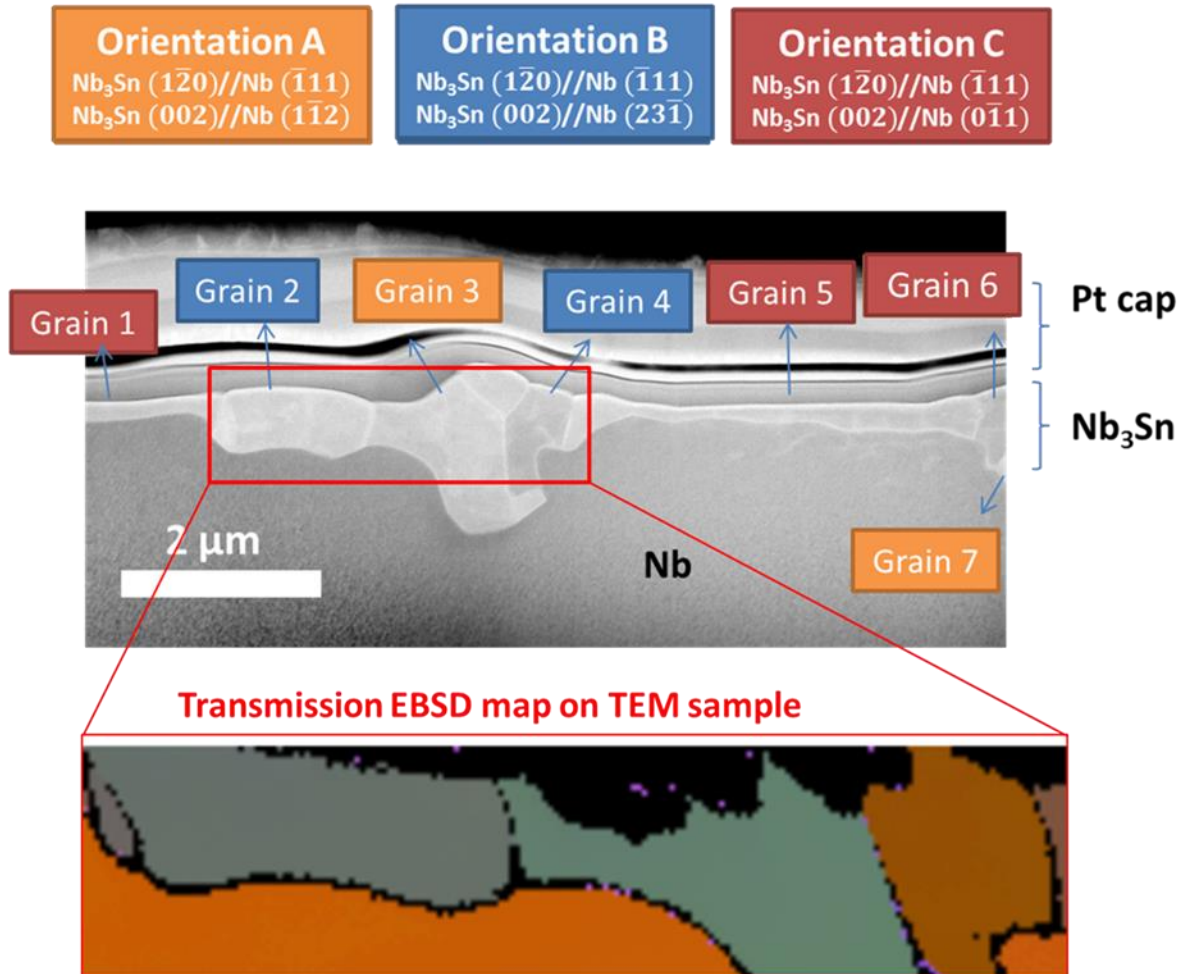 Orientation A
Nb₃Sn (12̅0)//Nb (1̅11)
Nb₃Sn (002)//Nb (11̅2)
Orientation B
Nb₃Sn (12̅0)//Nb (1̅11)
Nb₃Sn (002)//Nb (231̅)
Orientation C
Nb₃Sn (12̅0)//Nb (1̅11)
Nb₃Sn (002)//Nb (01̅1)
Grain 1
Grain 2
Grain 3
Grain 4
Grain 5
Grain 6
Pt cap
Nb₃Sn
2 μm
Nb
Grain 7
Transmission EBSD map on TEM sample